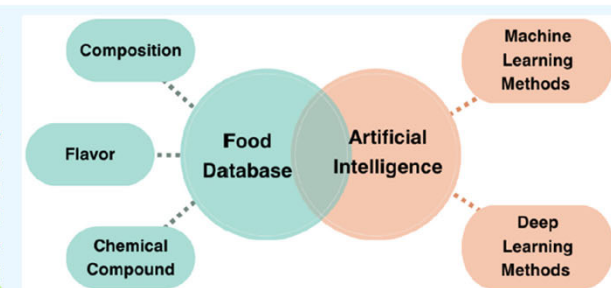 Composition
Flavor
Chemical
Compound
Food
Database
Artificial
Intelligence
Machine
Learning
Methods
Deep
Learning
Methods